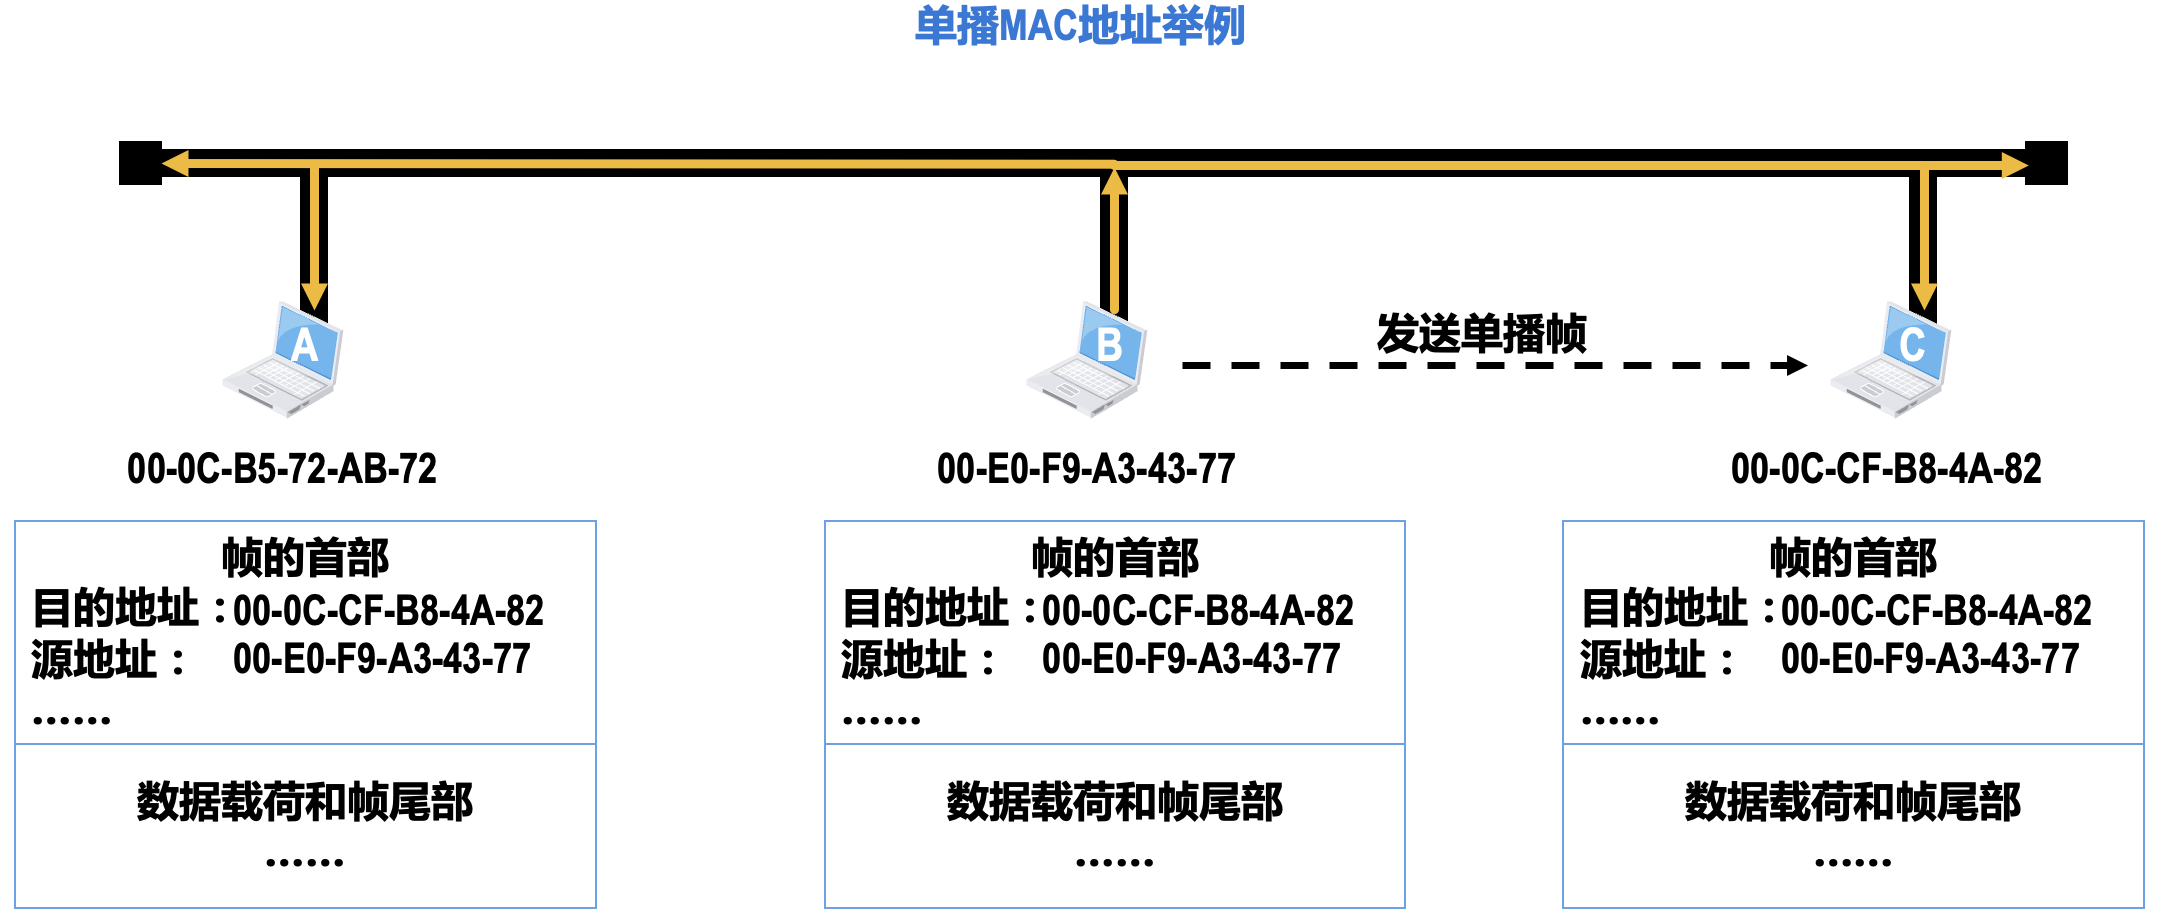 单播MAC地址举例
发送单播帧
A
B
C
00-0C-B5-72-AB-72
00-E0-F9-A3-43-77
00-0C-CF-B8-4A-82
帧的首部
目的地址：00-0C-CF-B8-4A-82
源地址： 00-E0-F9-A3-43-77
……
数据载荷和帧尾部
……
帧的首部
目的地址：00-0C-CF-B8-4A-82
源地址： 00-E0-F9-A3-43-77
……
数据载荷和帧尾部
……
帧的首部
目的地址：00-0C-CF-B8-4A-82
源地址： 00-E0-F9-A3-43-77
……
数据载荷和帧尾部
……